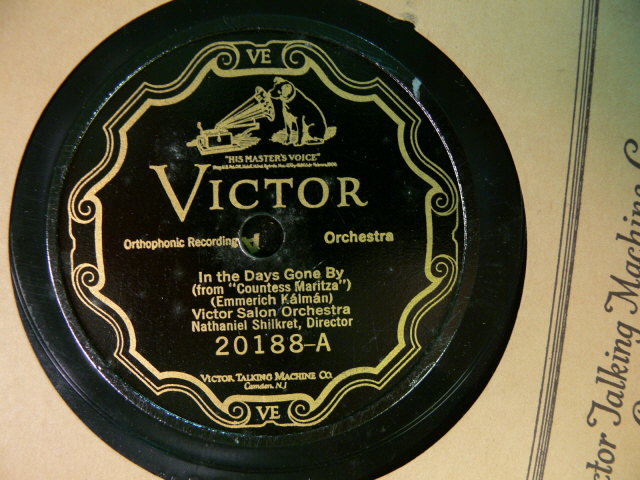 VE
"HIS MASTER'S VOICE"
VICTOR
Orthophonic Recording
Orchestra
In the Days Gone By
(from "Countess Maritza")
(Emmerich Kálmán)
Victor Salon Orchestra
Nathaniel Shilkret, Director
20188-A
VICTOR TALKING MACHINE CO.
Camden, N.J
VE
ctor Talking Machine C